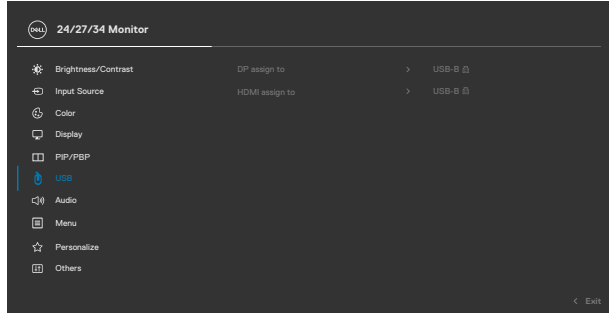 DELL 24/27/34 Monitor
Brightness/Contrast DP assign to > USB-B
Input Source HDMI assign to > USB-B
Color
Display
PIP/PBP
USB
Audio
Menu
Personalize
Others
< Exit